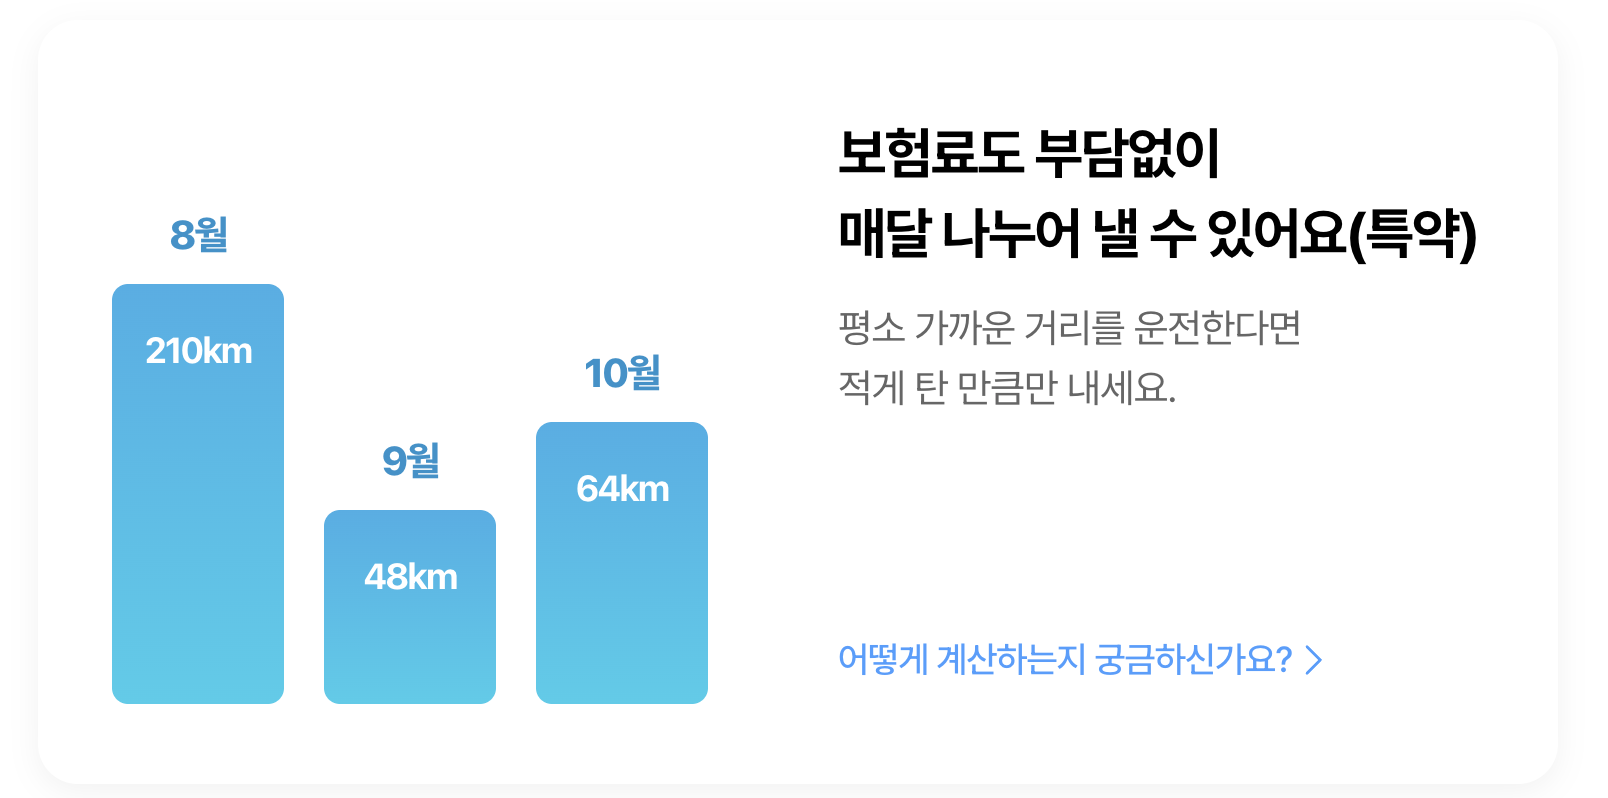 8월
210km
9월
48km
10월
64km
보험료도 부담없이
매달 나누어 낼 수 있어요(특약)
평소 가까운 거리를 운전한다면
적게 탄 만큼만 내세요.
어떻게 계산하는지 궁금하신가요? >